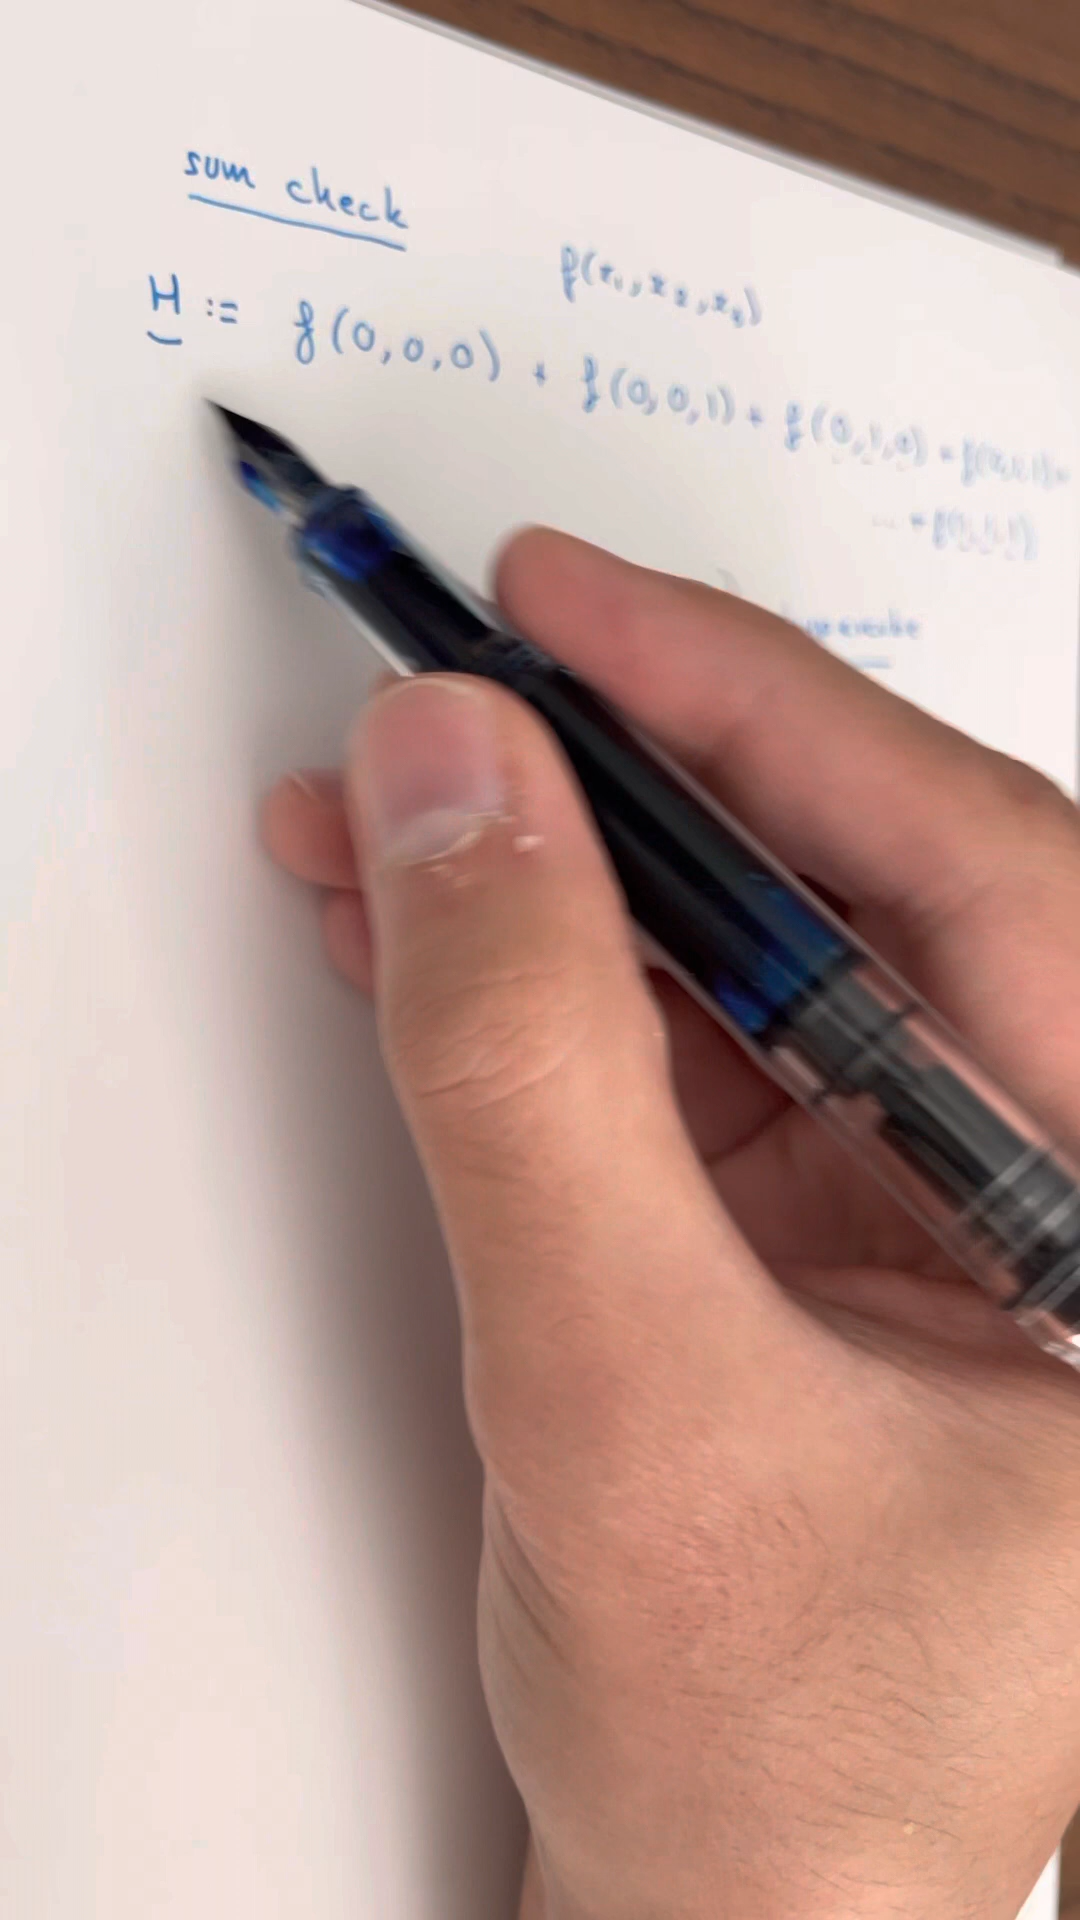 sum check
f(x₁, x₂, x₃)
H := f(0,0,0) + f(0,0,1) + f(0,1,0) + f(0,1,1) +
... + f(1,1,1)